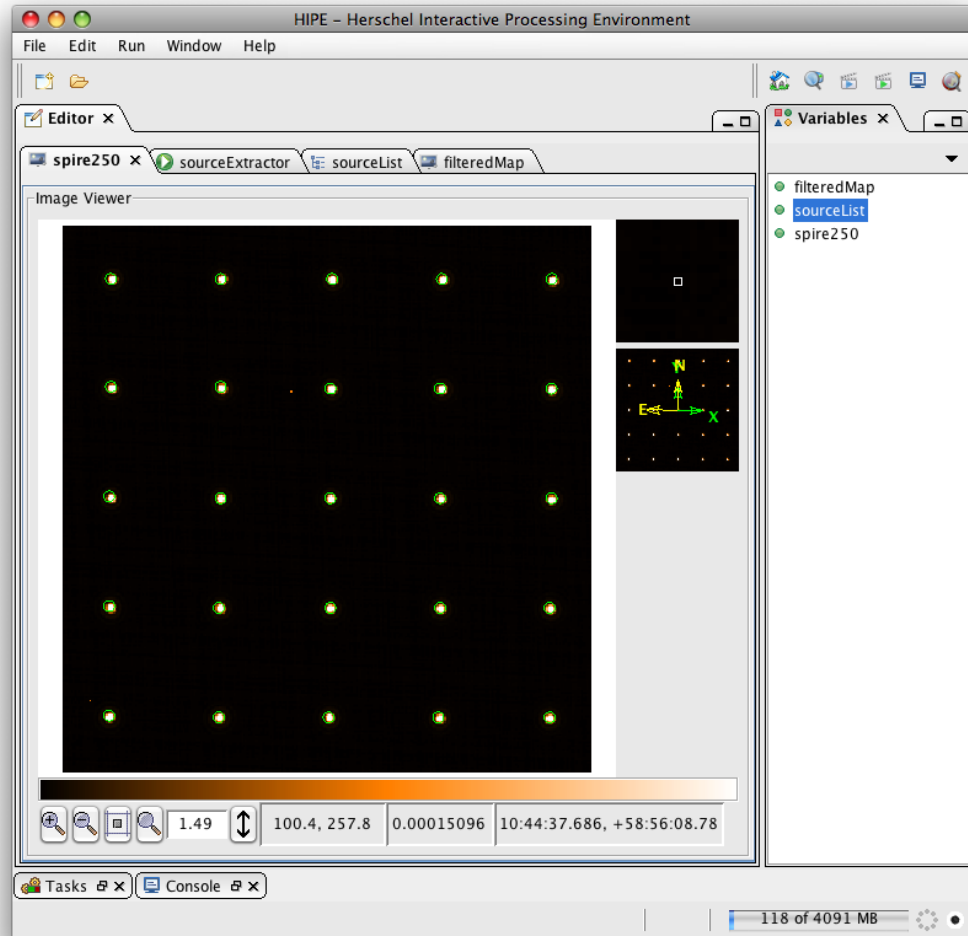 HIPE - Herschel Interactive Processing Environment
File Edit Run Window Help
Editor
Variables
spire250 sourceExtractor sourceList filteredMap
Image Viewer
filteredMap
sourceList
spire250
N
Y
E
X
1.49 100.4, 257.8 0.00015096 10:44:37.686, +58:56:08.78
Tasks Console
118 of 4091 MB